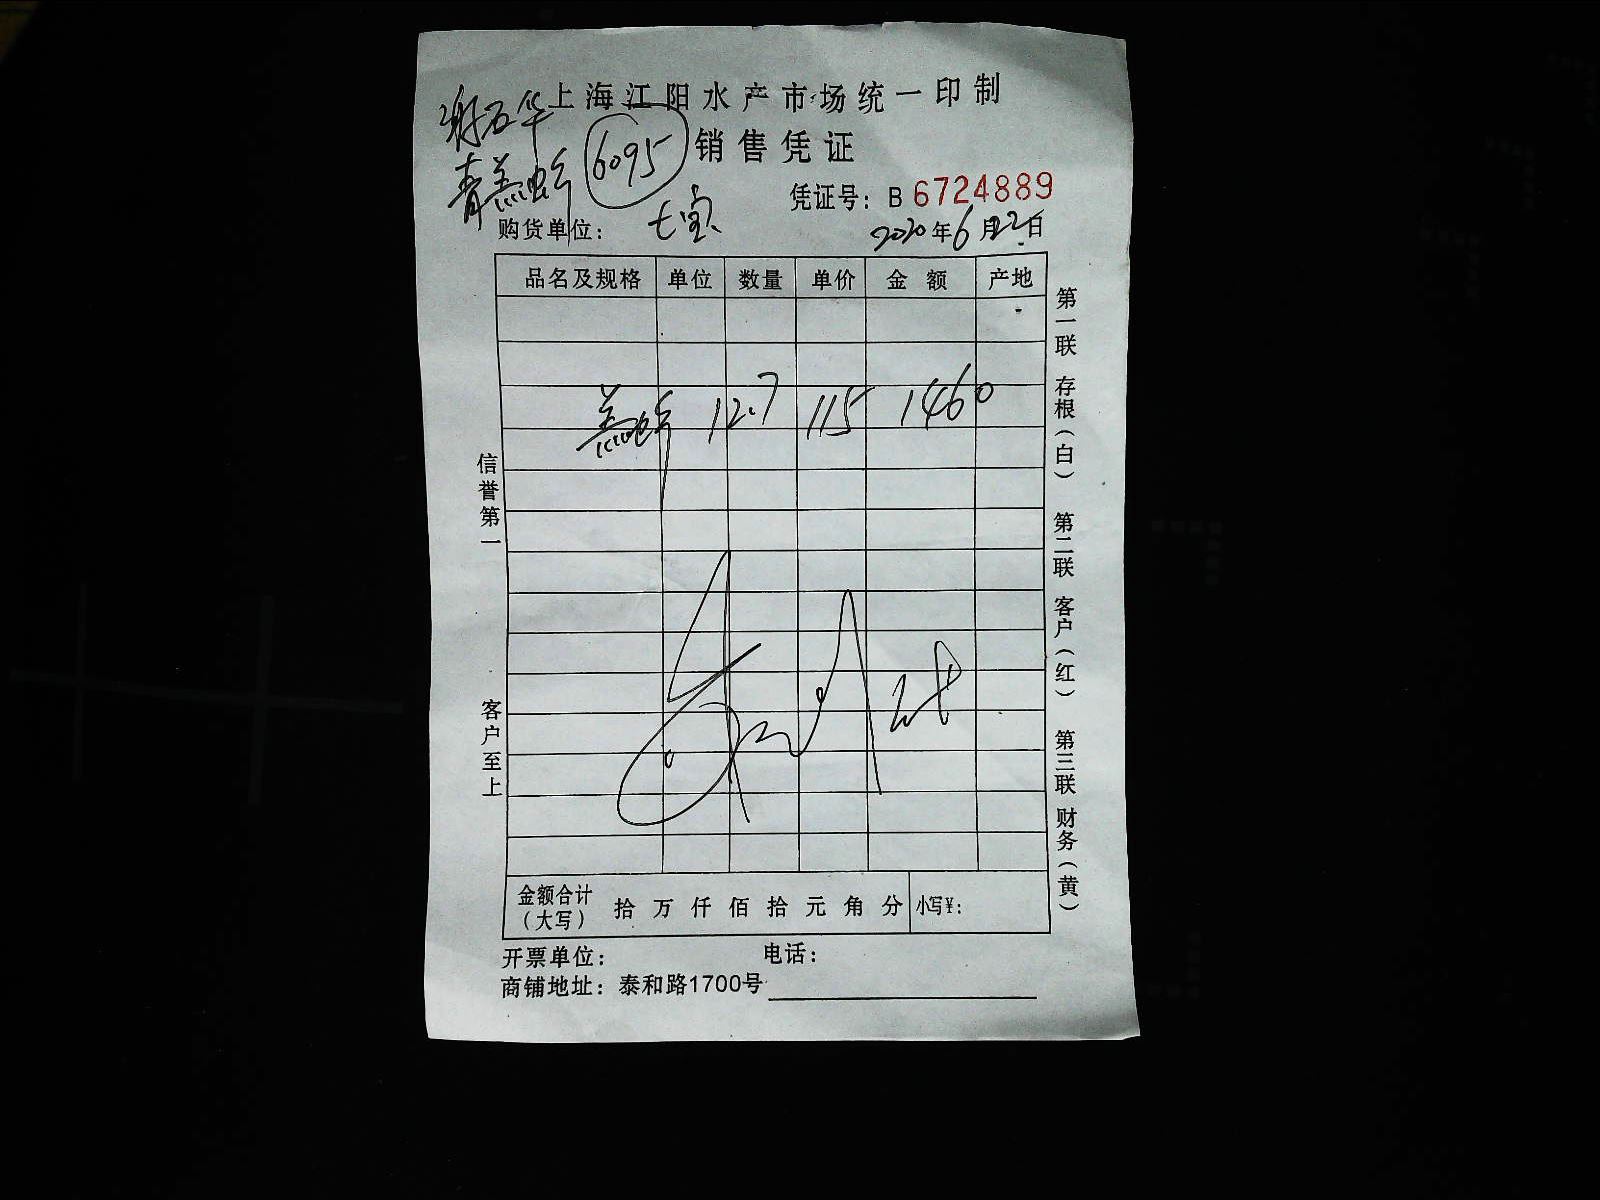 上海江阳水产市场统一印制
销售凭证
6095
凭证号：B 6724889
购货单位：七宝 2020年6月22日
品名及规格 单位 数量 单价 金额 产地
12.7 115 1460
信誉第一
客户至上
第一联 存根（白） 第二联 客户（红） 第三联 财务（黄）
金额合计（大写） 拾 万 仟 佰 拾 元 角 分 小写¥：
开票单位： 电话：
商铺地址：泰和路1700号